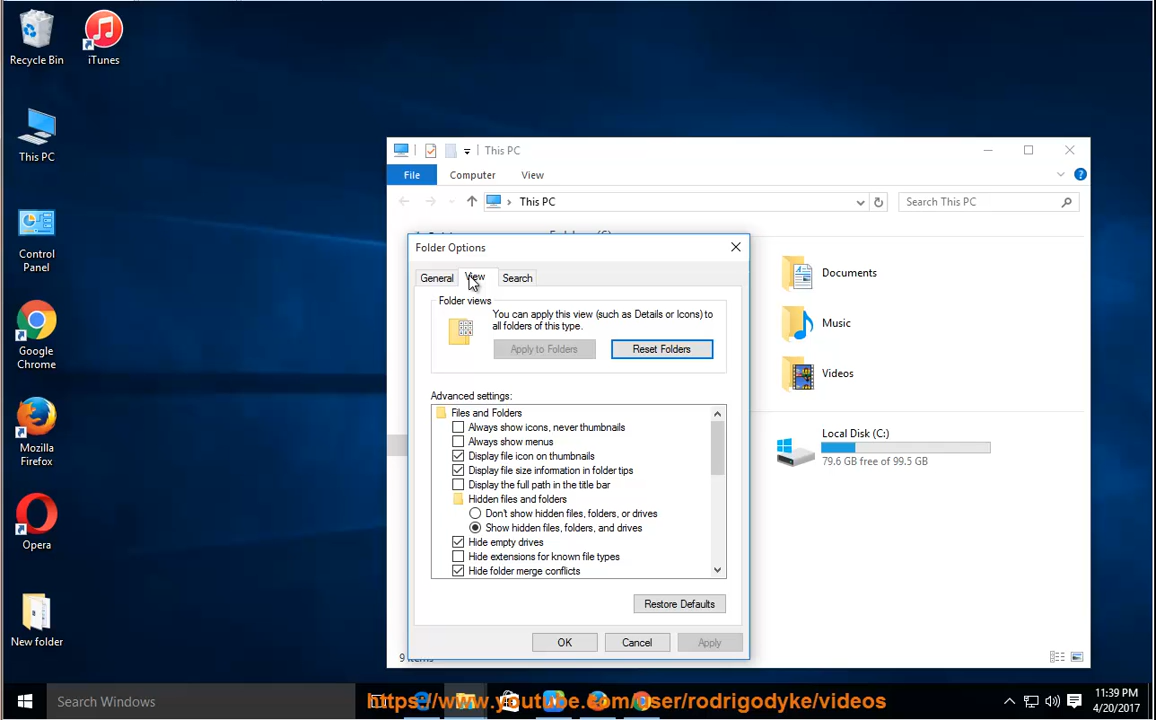 Recycle Bin
iTunes
This PC
Control
Panel
Google
Chrome
Mozilla
Firefox
Opera
New folder
This PC
File
Computer
View
This PC
Search This PC
Documents
Music
Videos
Local Disk (C:)
79.6 GB free of 99.5 GB
Folder Options
General
View
Search
Folder views
You can apply this view (such as Details or Icons) to
all folders of this type.
Apply to Folders
Reset Folders
Advanced settings:
Files and Folders
Always show icons, never thumbnails
Always show menus
Display file icon on thumbnails
Display file size information in folder tips
Display the full path in the title bar
Hidden files and folders
Don't show hidden files, folders, or drives
Show hidden files, folders, and drives
Hide empty drives
Hide extensions for known file types
Hide folder merge conflicts
Restore Defaults
OK
Cancel
Apply
Search Windows
https://www.youtube.com/user/rodrigodyke/videos
11:39 PM
4/20/2017